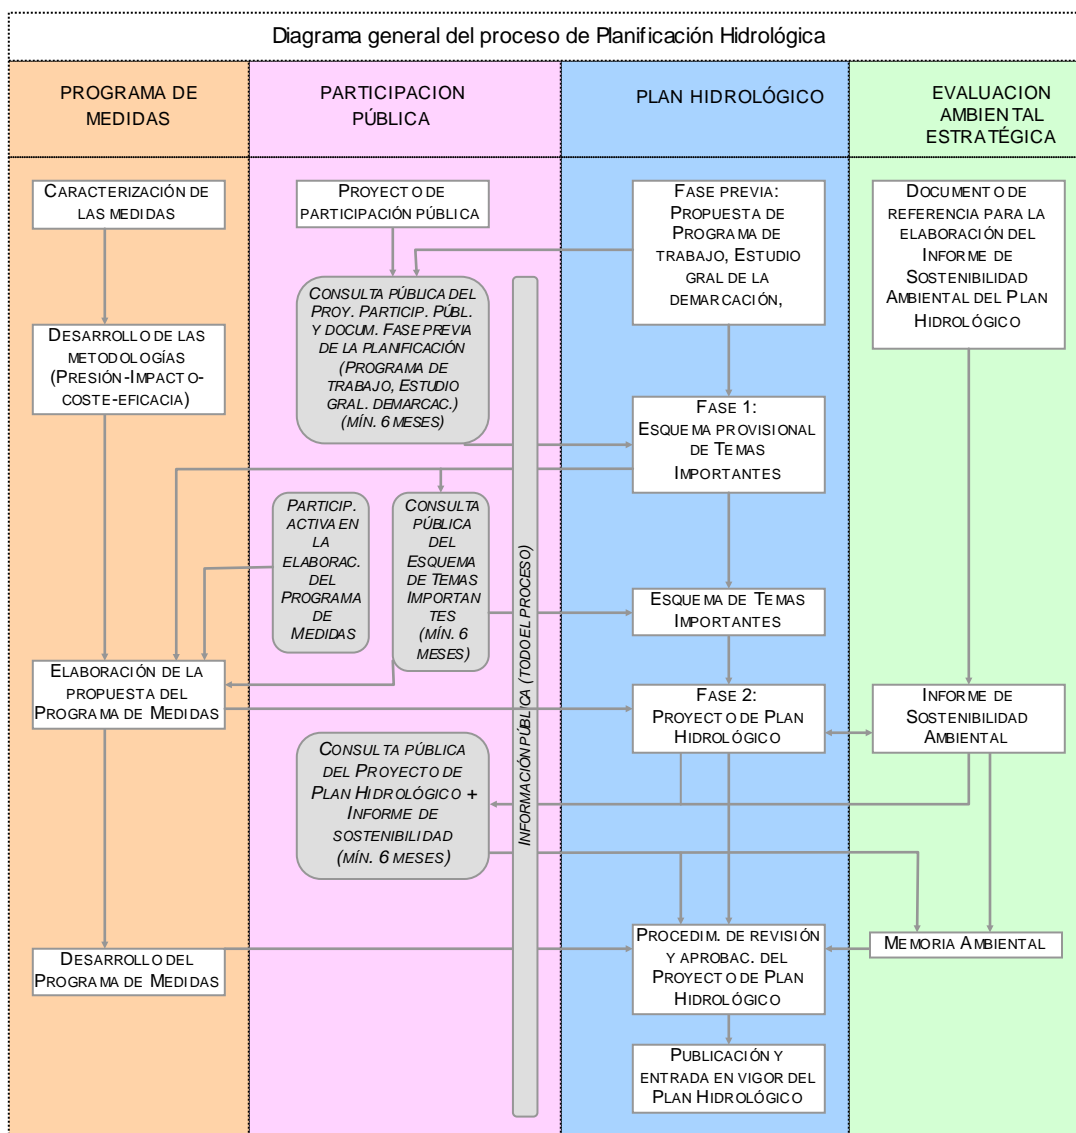 Diagrama general del proceso de Planificación Hidrológica
PROGRAMA DE
MEDIDAS
PARTICIPACION
PÚBLICA
PLAN HIDROLÓGICO
EVALUACION
AMBIENTAL
ESTRATÉGICA
CARACTERIZACIÓN DE
LAS MEDIDAS
DESARROLLO DE LAS
METODOLOGÍAS
(PRESIÓN-IMPACTO-
COSTE-EFICACIA)
ELABORACIÓN DE LA
PROPUESTA DEL
PROGRAMA DE MEDIDAS
DESARROLLO DEL
PROGRAMA DE MEDIDAS
PROYECTO DE
PARTICIPACIÓN PÚBLICA
CONSULTA PÚBLICA DEL
PROY. PARTICIP. PÚBL.
Y DOCUM. FASE PREVIA
DE LA PLANIFICACIÓN
(PROGRAMA DE
TRABAJO, ESTUDIO
GRAL. DEMARCAC.)
(MÍN. 6 MESES)
PARTICIP.
ACTIVA EN
LA
ELABORAC.
DEL
PROGRAMA
DE
MEDIDAS
CONSULTA
PÚBLICA
DEL
ESQUEMA
DE TEMAS
IMPORTAN
TES
(MÍN. 6
MESES)
CONSULTA PÚBLICA
DEL PROYECTO DE
PLAN HIDROLÓGICO +
INFORME DE
SOSTENIBILIDAD
(MÍN. 6 MESES)
INFORMACIÓN PÚBLICA (TODO EL PROCESO)
FASE PREVIA:
PROPUESTA DE
PROGRAMA DE
TRABAJO, ESTUDIO
GRAL DE LA
DEMARCACIÓN,
FASE 1:
ESQUEMA PROVISIONAL
DE TEMAS
IMPORTANTES
ESQUEMA DE TEMAS
IMPORTANTES
FASE 2:
PROYECTO DE PLAN
HIDROLÓGICO
PROCEDIM. DE REVISIÓN
Y APROBAC. DEL
PROYECTO DE PLAN
HIDROLÓGICO
PUBLICACIÓN Y
ENTRADA EN VIGOR DEL
PLAN HIDROLÓGICO
DOCUMENTO DE
REFERENCIA PARA LA
ELABORACIÓN DEL
INFORME DE
SOSTENIBILIDAD
AMBIENTAL DEL PLAN
HIDROLÓGICO
INFORME DE
SOSTENIBILIDAD
AMBIENTAL
MEMORIA AMBIENTAL